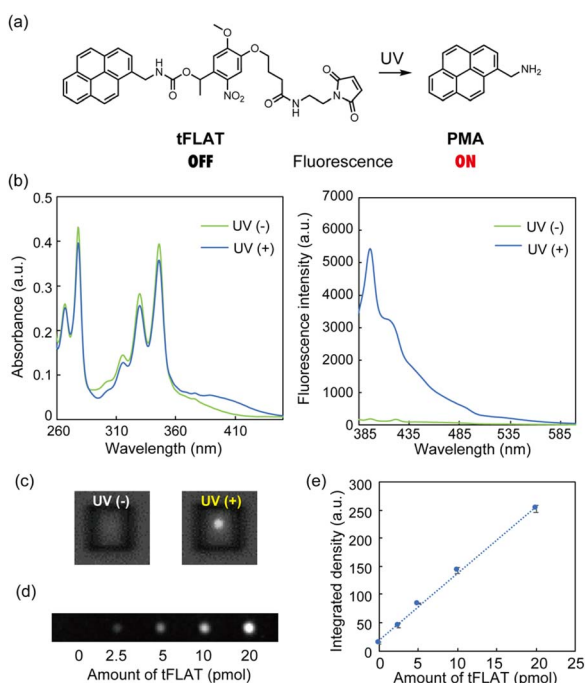 (a)
O
O
O
N
H
O
O
NO₂
O
N
H
N
O
O
UV
NH₂
tFLAT
OFF
Fluorescence
PMA
ON
(b)
0.5
0.4
0.3
0.2
0.1
0
Absorbance (a.u.)
UV (-)
UV (+)
260
310
360
410
Wavelength (nm)
7000
6000
5000
4000
3000
2000
1000
0
Fluorescence intensity (a.u.)
UV (-)
UV (+)
385
435
485
535
585
Wavelength (nm)
(c)
UV (-)
UV (+)
(d)
0 2.5 5 10 20
Amount of tFLAT (pmol)
(e)
300
250
200
150
100
50
0
Integrated density (a.u.)
0 5 10 15 20 25
Amount of tFLAT (pmol)